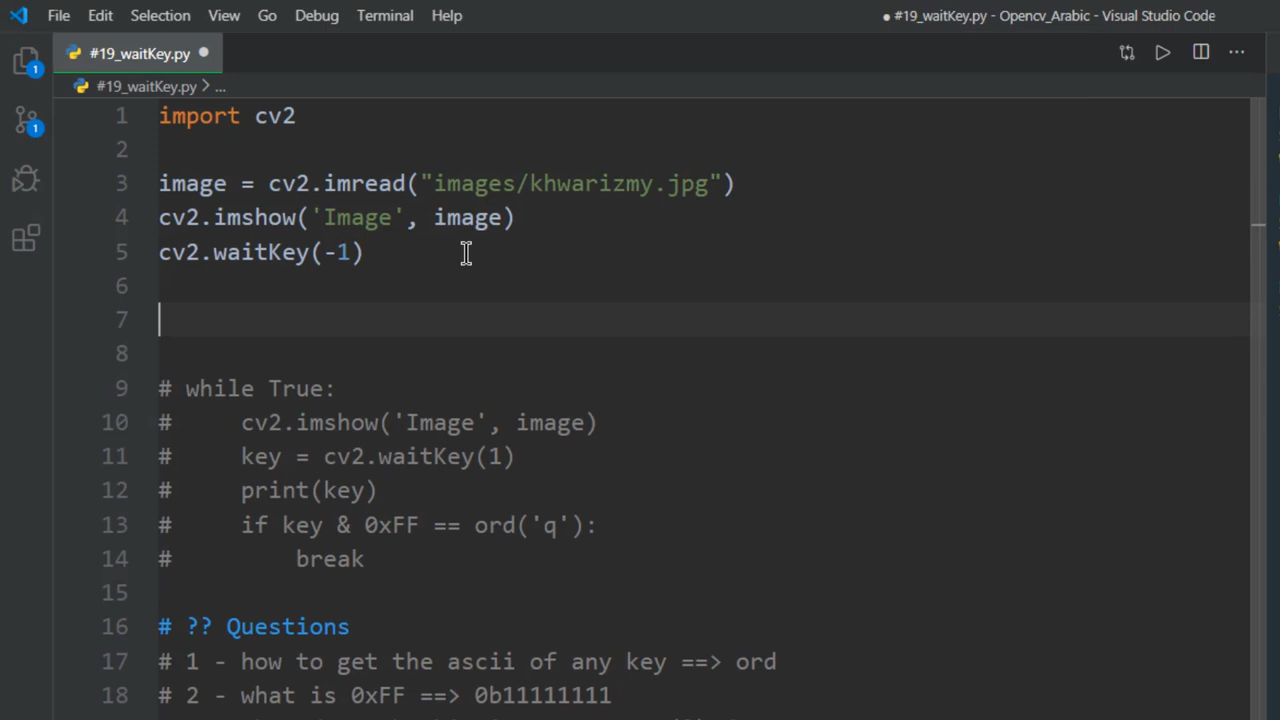 File Edit Selection View Go Debug Terminal Help
● #19_waitKey.py - Opencv_Arabic - Visual Studio Code
#19_waitKey.py ●
#19_waitKey.py > ...
1
1
1 import cv2
2
3 image = cv2.imread("images/khwarizmy.jpg")
4 cv2.imshow('Image', image)
5 cv2.waitKey(-1)
6
7
8
9 # while True:
10 #     cv2.imshow('Image', image)
11 #     key = cv2.waitKey(1)
12 #     print(key)
13 #     if key & 0xFF == ord('q'):
14 #         break
15
16 # ?? Questions
17 # 1 - how to get the ascii of any key ==> ord
18 # 2 - what is 0xFF ==> 0b11111111